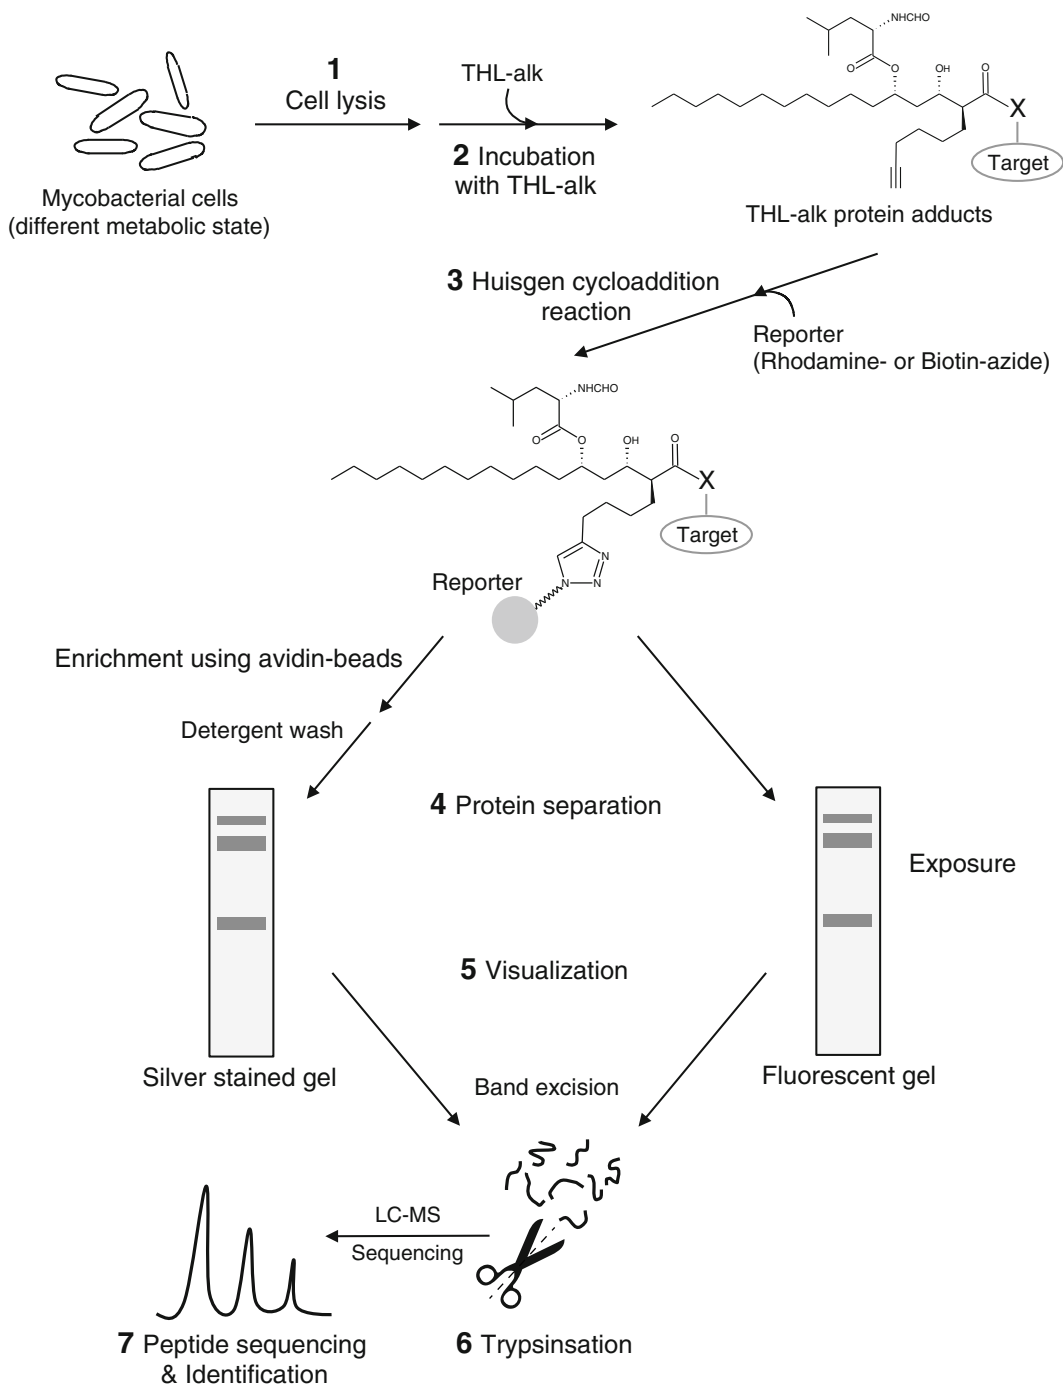 1
Cell lysis
THL-alk
2 Incubation
with THL-alk
Mycobacterial cells
(different metabolic state)
NHCHO
O
O
OH
O
X
Target
THL-alk protein adducts
3 Huisgen cycloaddition
reaction
Reporter
(Rhodamine- or Biotin-azide)
NHCHO
O
O
OH
O
X
Target
N
N
N
Reporter
Enrichment using avidin-beads
Detergent wash
4 Protein separation
Exposure
5 Visualization
Silver stained gel
Fluorescent gel
Band excision
LC-MS
Sequencing
7 Peptide sequencing
& Identification
6 Trypsinsation